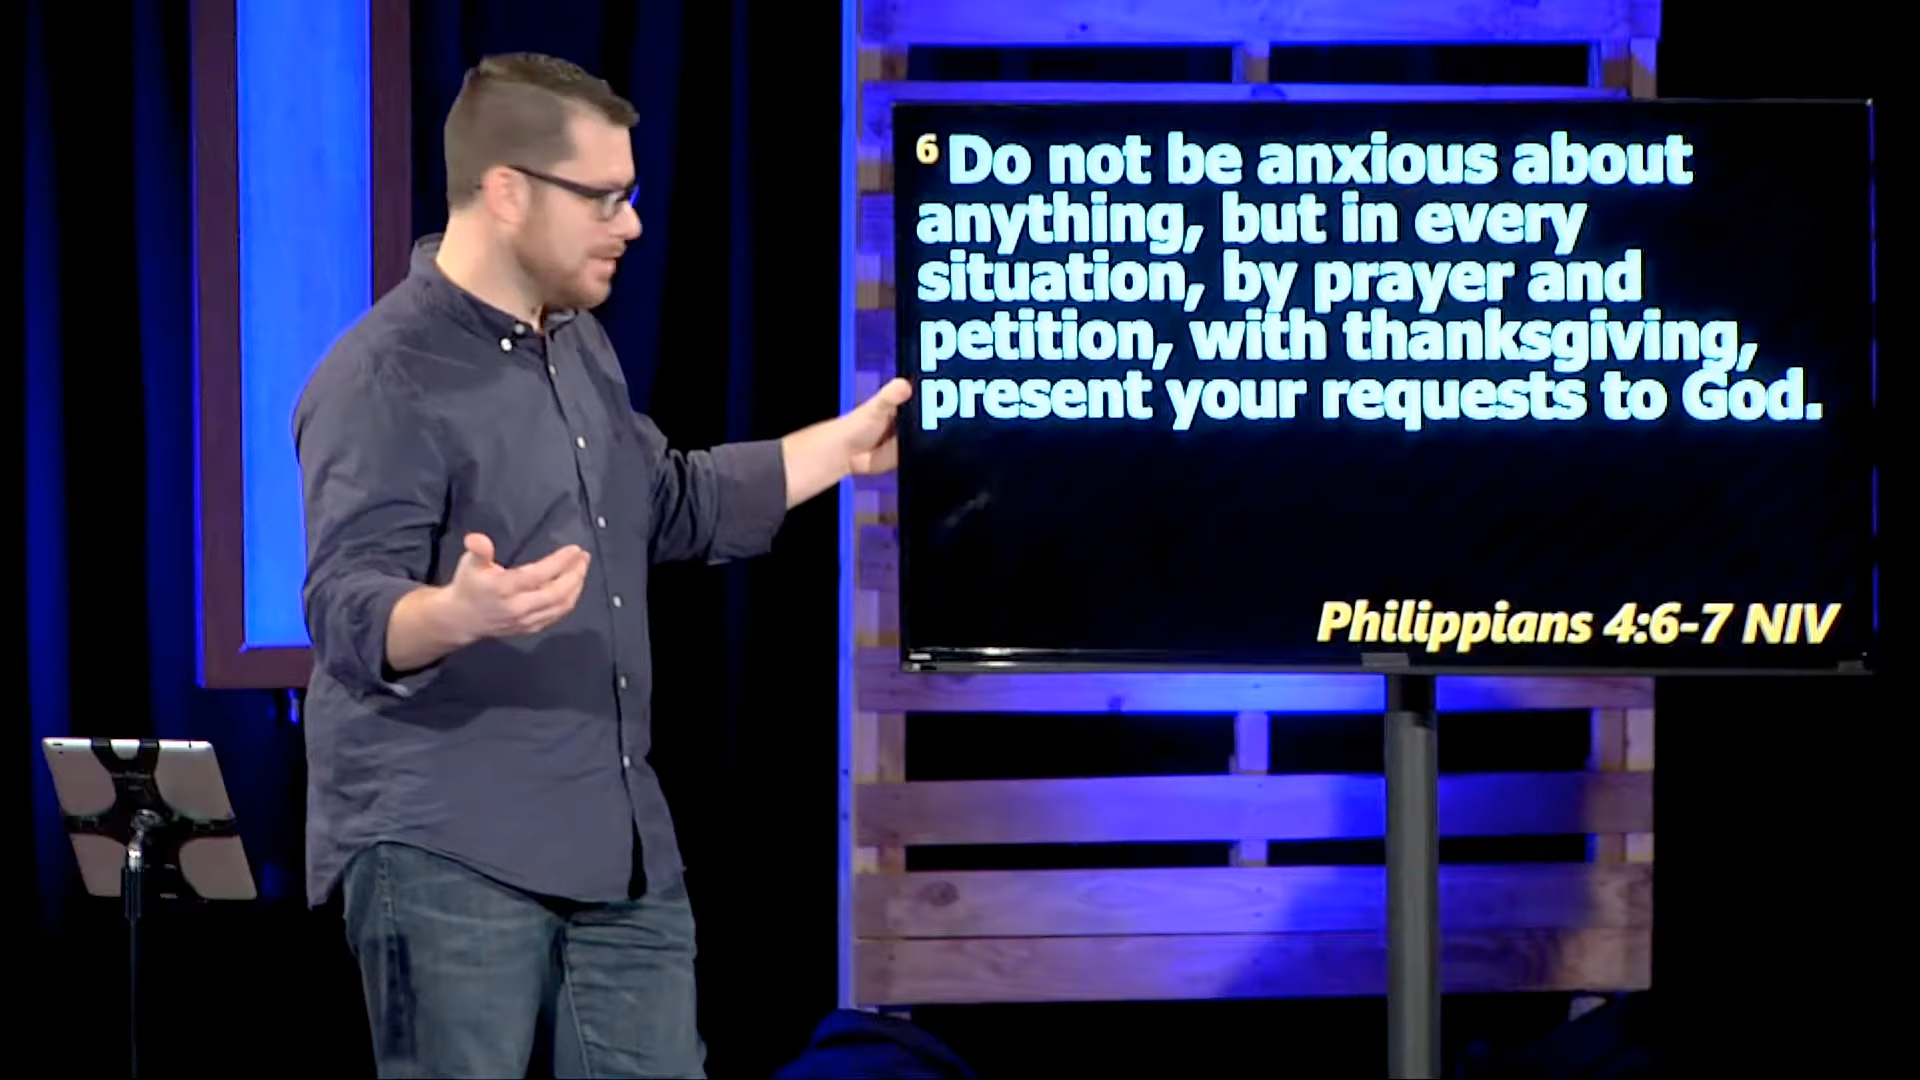 6 Do not be anxious about
anything, but in every
situation, by prayer and
petition, with thanksgiving,
present your requests to God.
Philippians 4:6-7 NIV